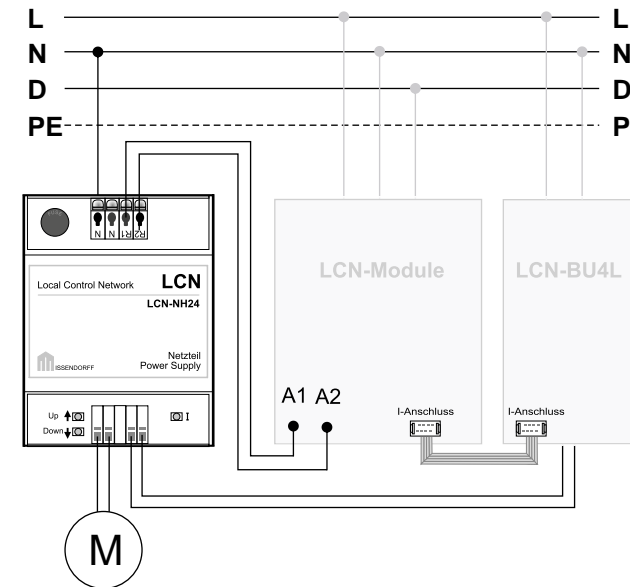 L L
N N
D D
PE P
N N R1 R2
Local Control Network LCN
LCN-NH24
ISSENDORFF
Netzteil
Power Supply
Up I
Down
M
LCN-Module
A1 A2
I-Anschluss
LCN-BU4L
I-Anschluss